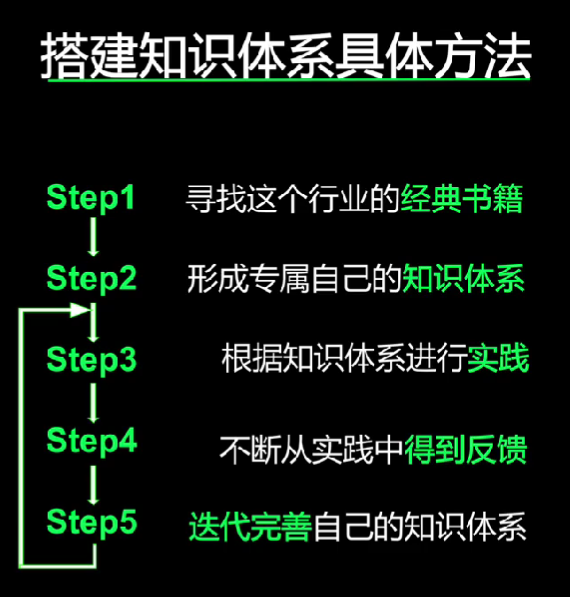 搭建知识体系具体方法
Step1 寻找这个行业的经典书籍
Step2 形成专属自己的知识体系
Step3 根据知识体系进行实践
Step4 不断从实践中得到反馈
Step5 迭代完善自己的知识体系